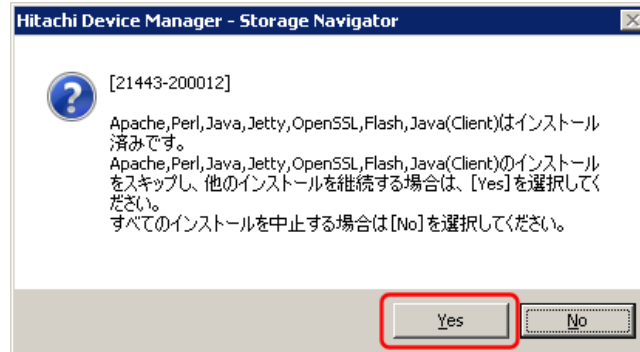 Hitachi Device Manager - Storage Navigator
[21443-200012]
Apache,Perl,Java,Jetty,OpenSSL,Flash,Java(Client)はインストール
済みです。
Apache,Perl,Java,Jetty,OpenSSL,Flash,Java(Client)のインストール
をスキップし、他のインストールを継続する場合は、[Yes]を選択してく
ださい。
すべてのインストールを中止する場合は[No]を選択してください。
Yes
No